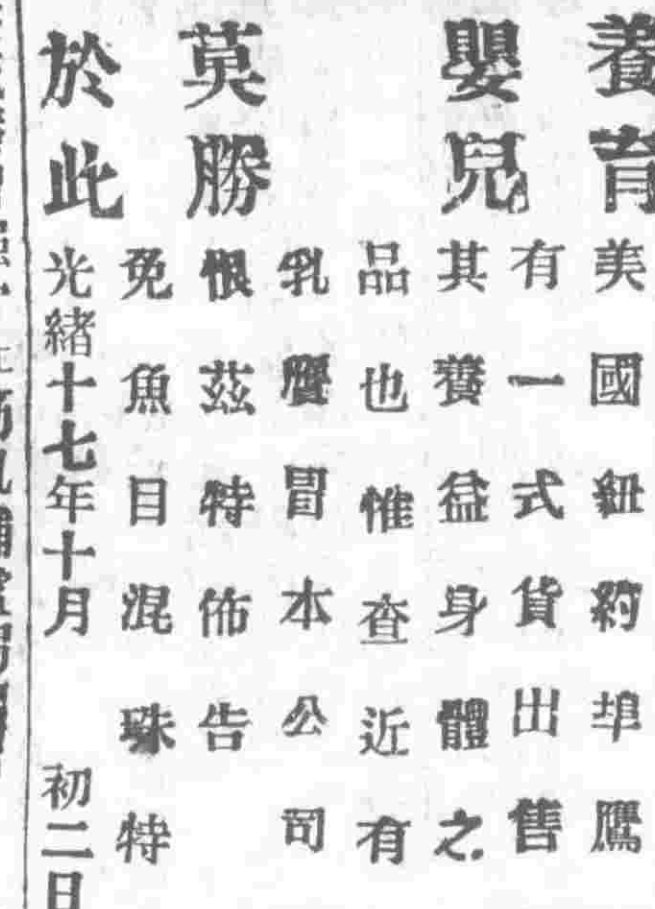 養育
嬰兒
莫勝
於此
美國紐約埠鷹
有一式貨出售
其養益身體之
品也惟查近有
乳贗冒本公司
恨茲特佈告
免魚目混珠特
光緒十七年十月 初二日